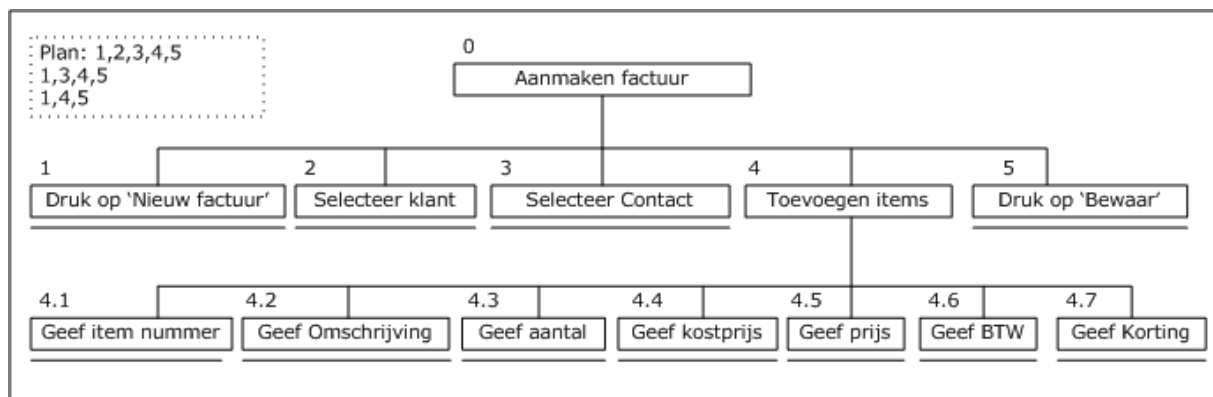 Plan: 1,2,3,4,5
1,3,4,5
1,4,5
0
Aanmaken factuur
1
2
3
4
5
Druk op ‘Nieuw factuur’
Selecteer klant
Selecteer Contact
Toevoegen items
Druk op ‘Bewaar’
4.1
4.2
4.3
4.4
4.5
4.6
4.7
Geef item nummer
Geef Omschrijving
Geef aantal
Geef kostprijs
Geef prijs
Geef BTW
Geef Korting